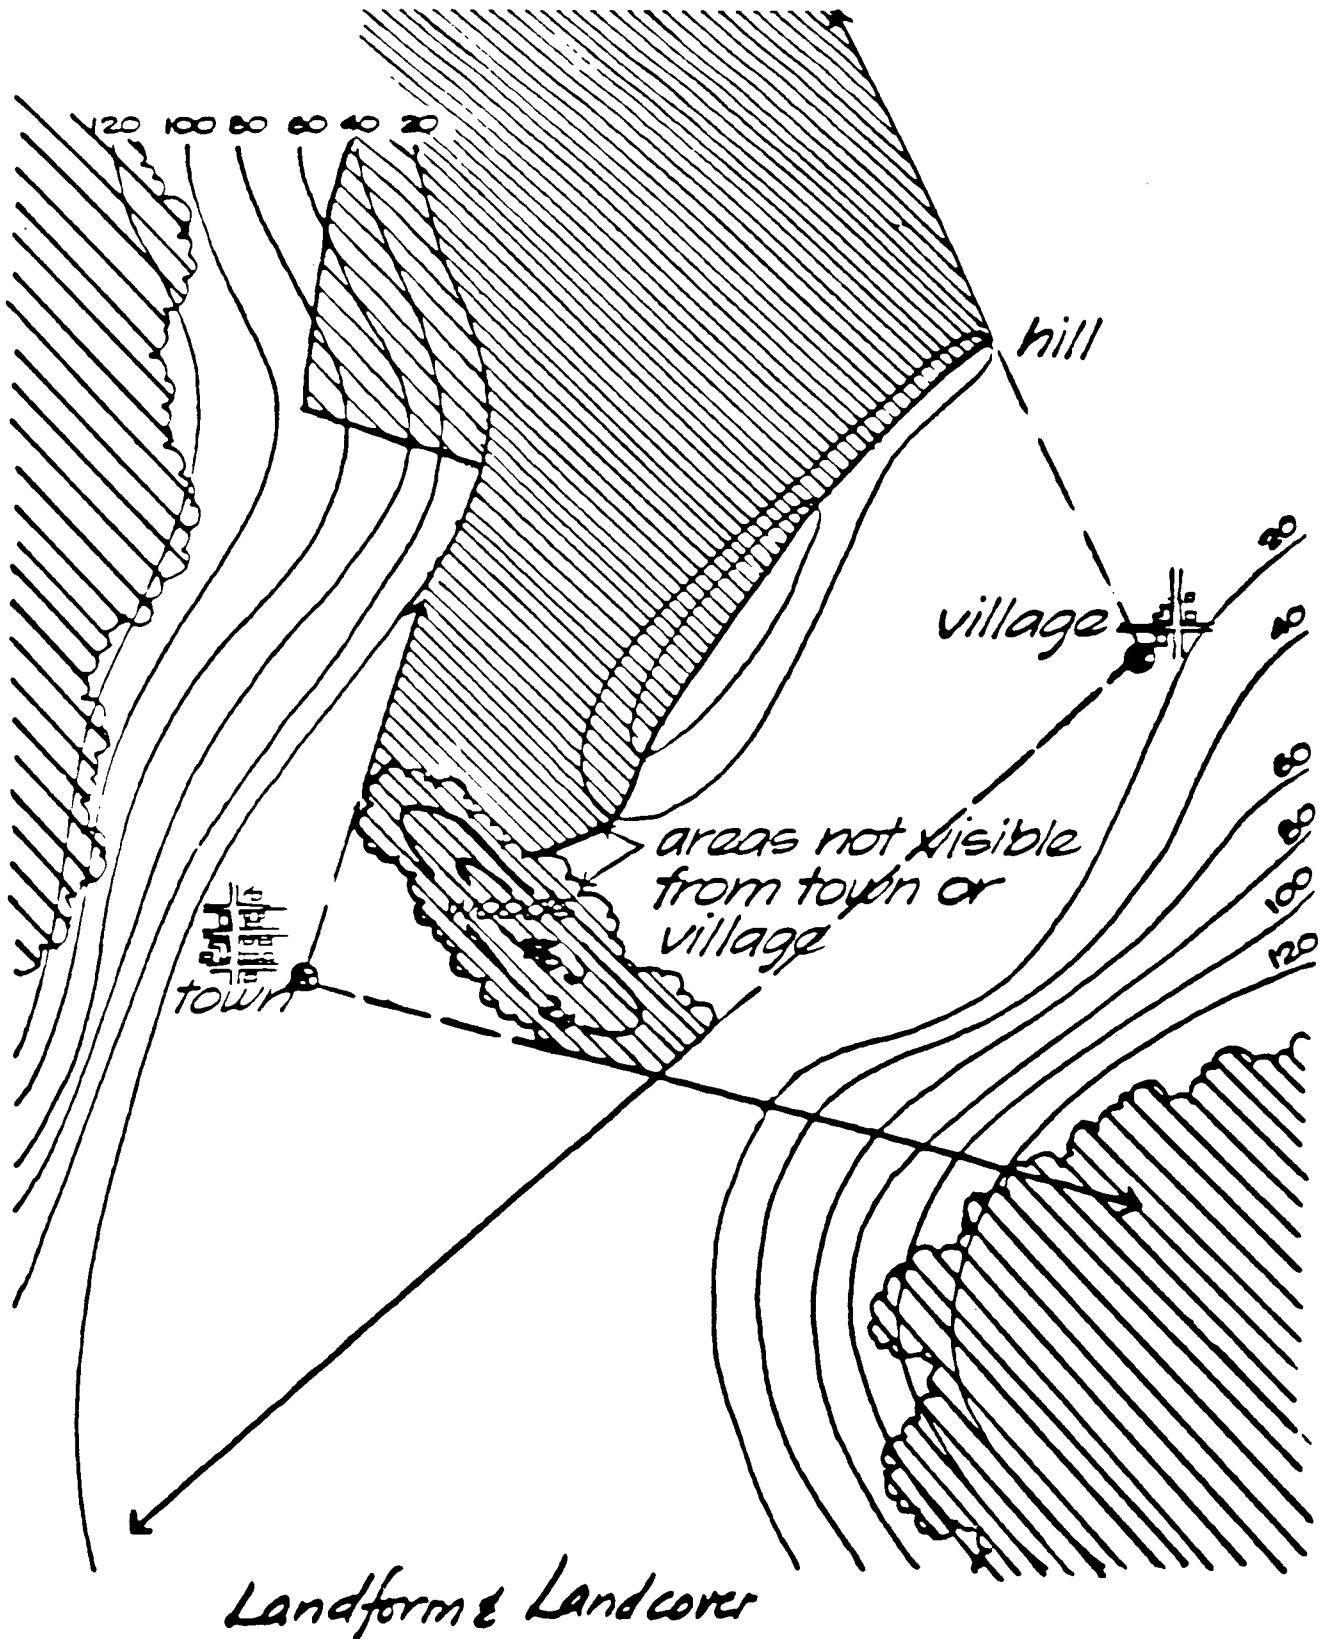 120 100 80 60 40 20
hill
20
village
40
60
80
areas not visible
from town or
village
100
120
town
Landform & Landcover